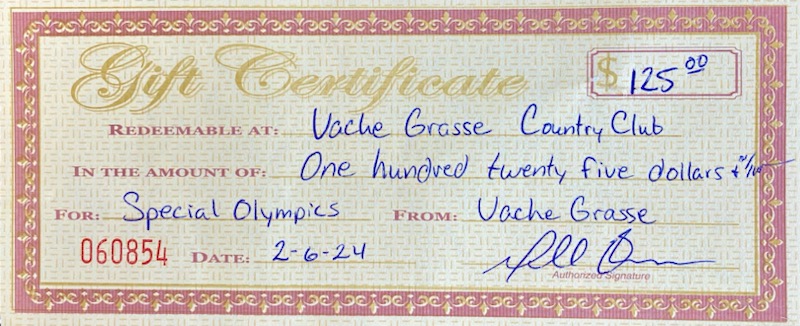 Gift Certificate $ 125 00
REDEEMABLE AT: Vache Grasse Country Club
IN THE AMOUNT OF: One hundred twenty five dollars & 00/100
FOR: Special Olympics FROM: Vache Grasse
060854 DATE: 2-6-24
Authorized Signature